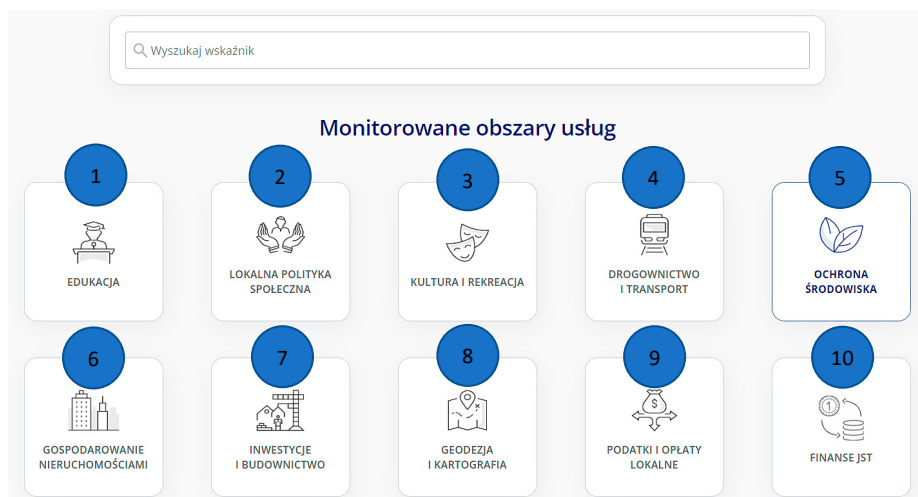 Wyszukaj wskaźnik
Monitorowane obszary usług
1
2
3
4
5
EDUKACJA
LOKALNA POLITYKA
SPOŁECZNA
KULTURA I REKREACJA
DROGOWNICTWO
I TRANSPORT
OCHRONA
ŚRODOWISKA
6
7
8
9
10
$
1
GOSPODAROWANIE
NIERUCHOMOŚCIAMI
INWESTYCJE
I BUDOWNICTWO
GEODEZJA
I KARTOGRAFIA
PODATKI I OPŁATY
LOKALNE
FINANSE JST